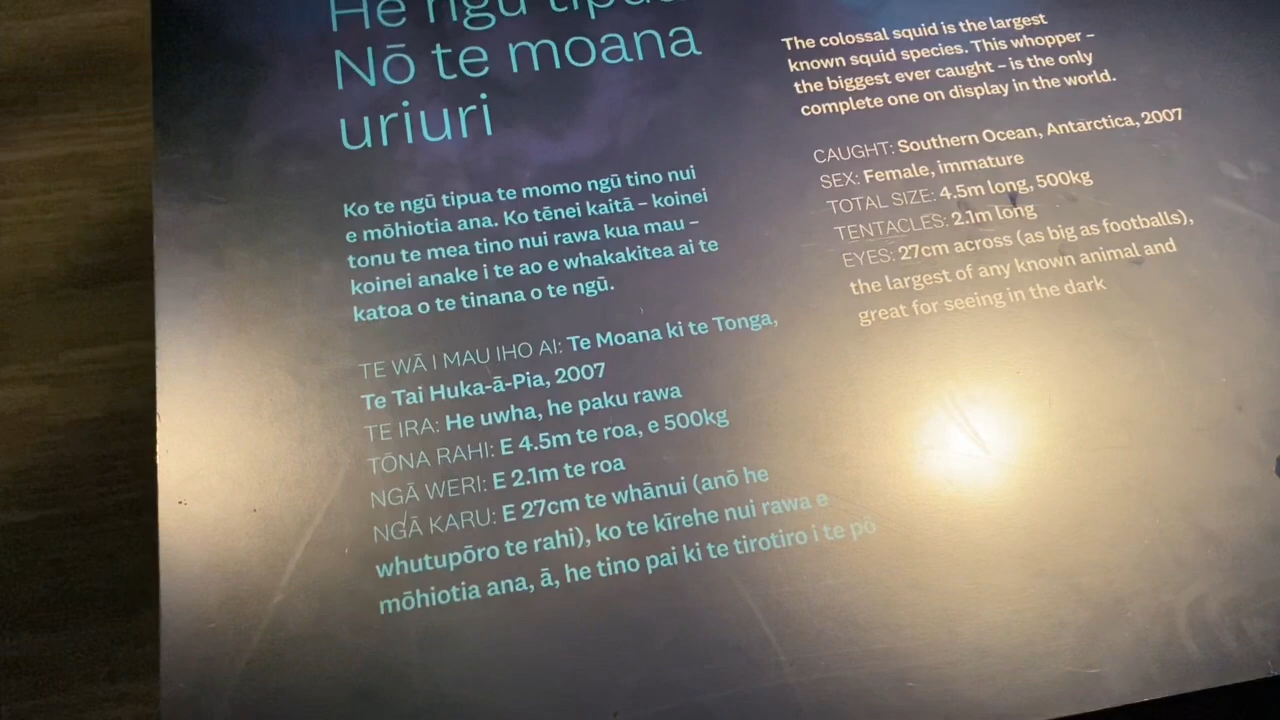 He ngū tipua
Nō te moana
uriuri
Ko te ngū tipua te momo ngū tino nui
e mōhiotia ana. Ko tēnei kaitā – koinei
tonu te mea tino nui rawa kua mau –
koinei anake i te ao e whakakitea ai te
katoa o te tinana o te ngū.
TE WĀ I MAU IHO AI: Te Moana ki te Tonga,
Te Tai Huka-ā-Pia, 2007
TE IRA: He uwha, he paku rawa
TŌNA RAHI: E 4.5m te roa, e 500kg
NGĀ WERI: E 2.1m te roa
NGĀ KARU: E 27cm te whānui (anō he
whutupōro te rahi), ko te kīrehe nui rawa e
mōhiotia ana, ā, he tino pai ki te tirotiro i te pō
The colossal squid is the largest
known squid species. This whopper –
the biggest ever caught – is the only
complete one on display in the world.
CAUGHT: Southern Ocean, Antarctica, 2007
SEX: Female, immature
TOTAL SIZE: 4.5m long, 500kg
TENTACLES: 2.1m long
EYES: 27cm across (as big as footballs),
the largest of any known animal and
great for seeing in the dark